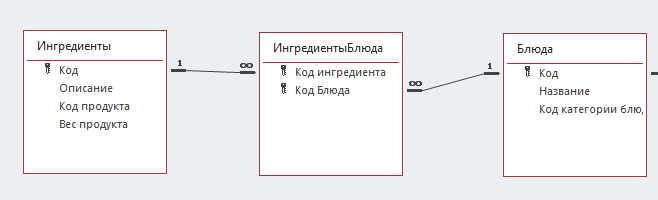 Ингредиенты
Код
Описание
Код продукта
Вес продукта
1
∞
ИнгредиентыБлюда
Код ингредиента
Код Блюда
∞
1
Блюда
Код
Название
Код категории блюд